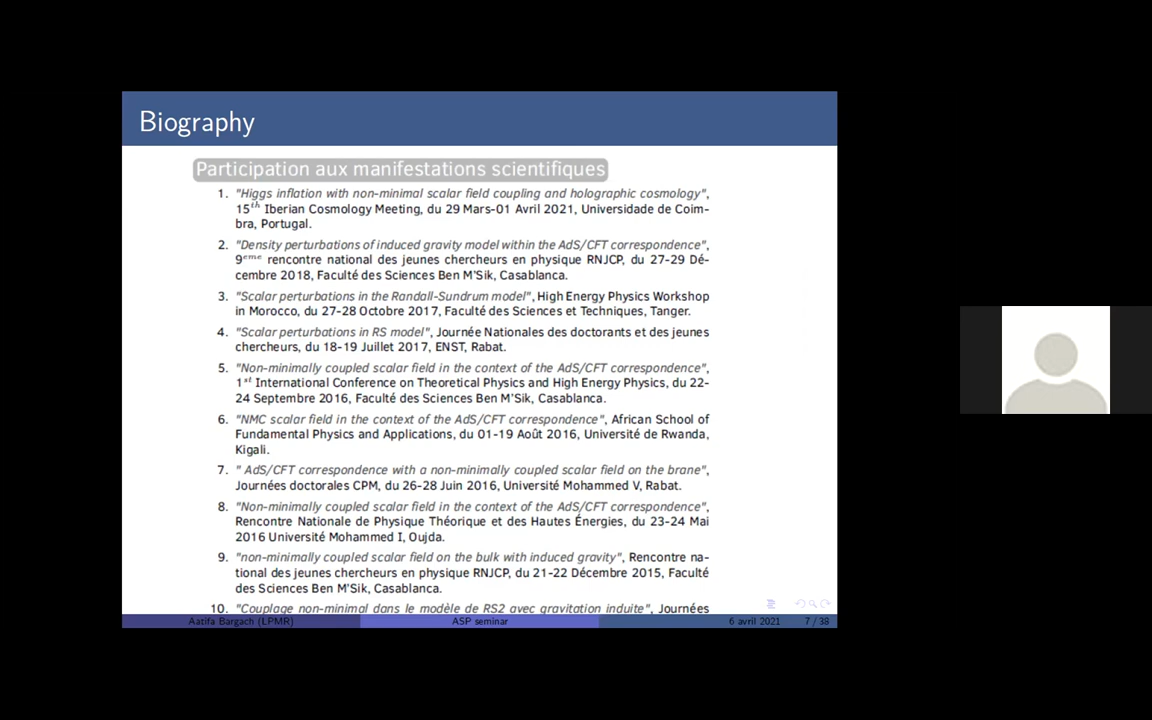 Biography
Participation aux manifestations scientifiques
1. "Higgs inflation with non-minimal scalar field coupling and holographic cosmology",
15th Iberian Cosmology Meeting, du 29 Mars-01 Avril 2021, Universidade de Coim-
bra, Portugal.
2. "Density perturbations of induced gravity model within the AdS/CFT correspondence",
9eme rencontre national des jeunes chercheurs en physique RNJCP, du 27-29 Dé-
cembre 2018, Faculté des Sciences Ben M'Sik, Casablanca.
3. "Scalar perturbations in the Randall-Sundrum model", High Energy Physics Workshop
in Morocco, du 27-28 Octobre 2017, Faculté des Sciences et Techniques, Tanger.
4. "Scalar perturbations in RS model", Journée Nationales des doctorants et des jeunes
chercheurs, du 18-19 Juillet 2017, ENST, Rabat.
5. "Non-minimally coupled scalar field in the context of the AdS/CFT correspondence",
1st International Conference on Theoretical Physics and High Energy Physics, du 22-
24 Septembre 2016, Faculté des Sciences Ben M'Sik, Casablanca.
6. "NMC scalar field in the context of the AdS/CFT correspondence", African School of
Fundamental Physics and Applications, du 01-19 Août 2016, Université de Rwanda,
Kigali.
7. " AdS/CFT correspondence with a non-minimally coupled scalar field on the brane",
Journées doctorales CPM, du 26-28 Juin 2016, Université Mohammed V, Rabat.
8. "Non-minimally coupled scalar field in the context of the AdS/CFT correspondence",
Rencontre Nationale de Physique Théorique et des Hautes Énergies, du 23-24 Mai
2016 Université Mohammed I, Oujda.
9. "non-minimally coupled scalar field on the bulk with induced gravity", Rencontre na-
tional des jeunes chercheurs en physique RNJCP, du 21-22 Décembre 2015, Faculté
des Sciences Ben M'Sik, Casablanca.
10. "Couplage non-minimal dans le modèle de RS2 avec gravitation induite", Journées
Aatifa Bargach (LPMR) ASP seminar 6 avril 2021 7 / 38